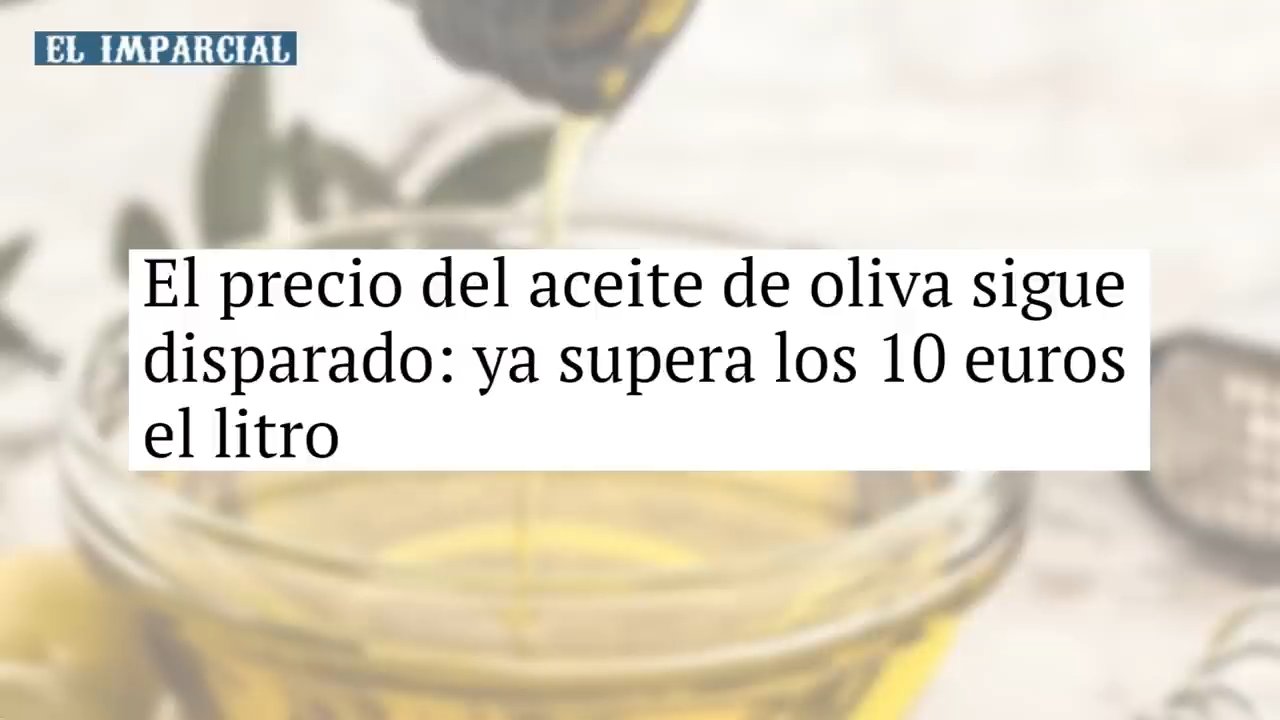 EL IMPARCIAL
El precio del aceite de oliva sigue
disparado: ya supera los 10 euros
el litro